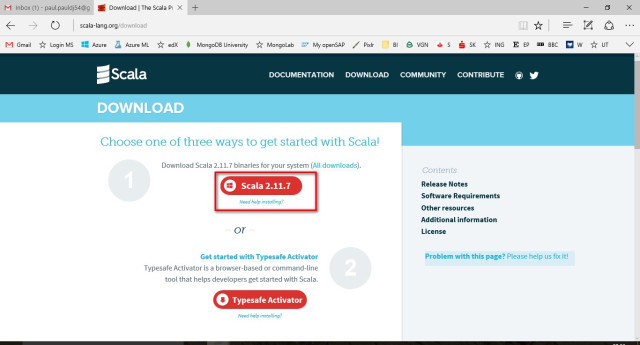 Inbox (1) - paul.pauldj54@g
Download | The Scala Pr
scala-lang.org/download
Gmail Login MS Azure Azure ML edX MongoDB University MongoLab My openSAP Pixlr BI VGN S SK ING EP BBC W IJT
Scala
DOCUMENTATION DOWNLOAD COMMUNITY CONTRIBUTE
DOWNLOAD
Choose one of three ways to get started with Scala!
1
Download Scala 2.11.7 binaries for your system (All downloads).
Scala 2.11.7
Need help installing?
or
2
Get started with Typesafe Activator
Typesafe Activator is a browser-based or command-line
tool that helps developers get started with Scala.
Typesafe Activator
Need help installing?
Contents
Release Notes
Software Requirements
Other resources
Additional information
License
Problem with this page? Please help us fix it!